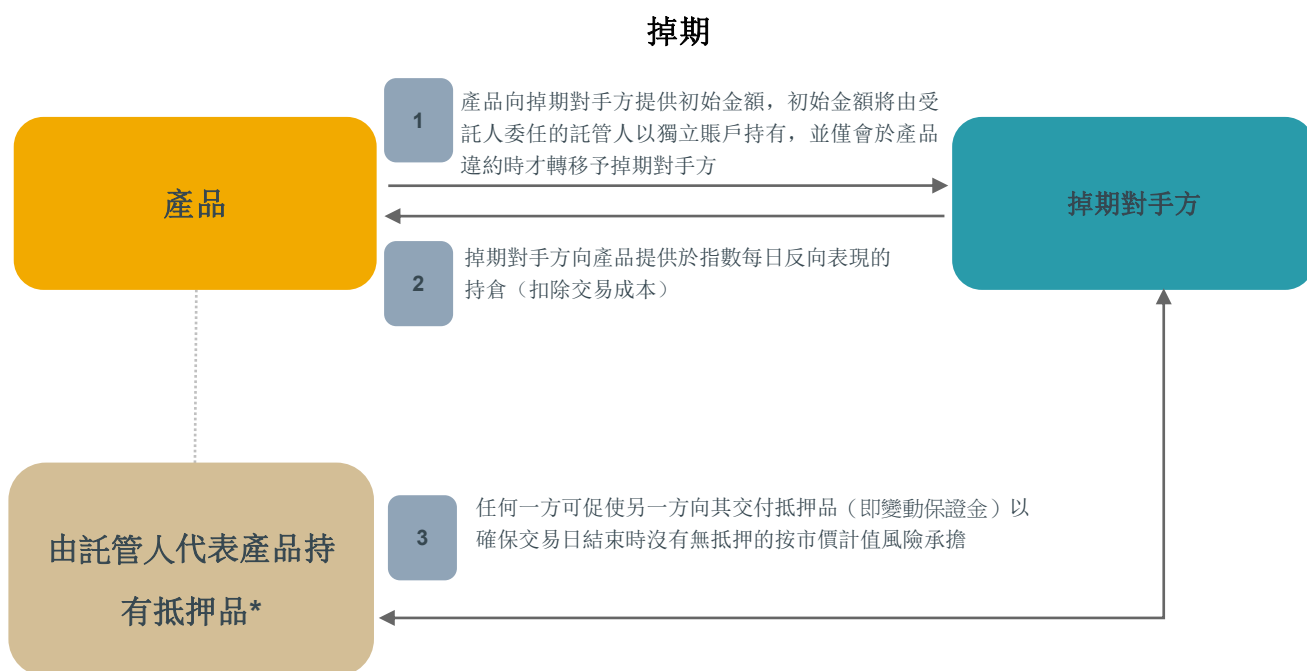 掉期
1
產品向掉期對手方提供初始金額，初始金額將由受
託人委任的託管人以獨立賬戶持有，並僅會於產品
違約時才轉移予掉期對手方
產品
掉期對手方
2
掉期對手方向產品提供於指數每日反向表現的
持倉（扣除交易成本）
由託管人代表產品持
有抵押品*
3
任何一方可促使另一方向其交付抵押品（即變動保證金）以
確保交易日結束時沒有無抵押的按市價計值風險承擔